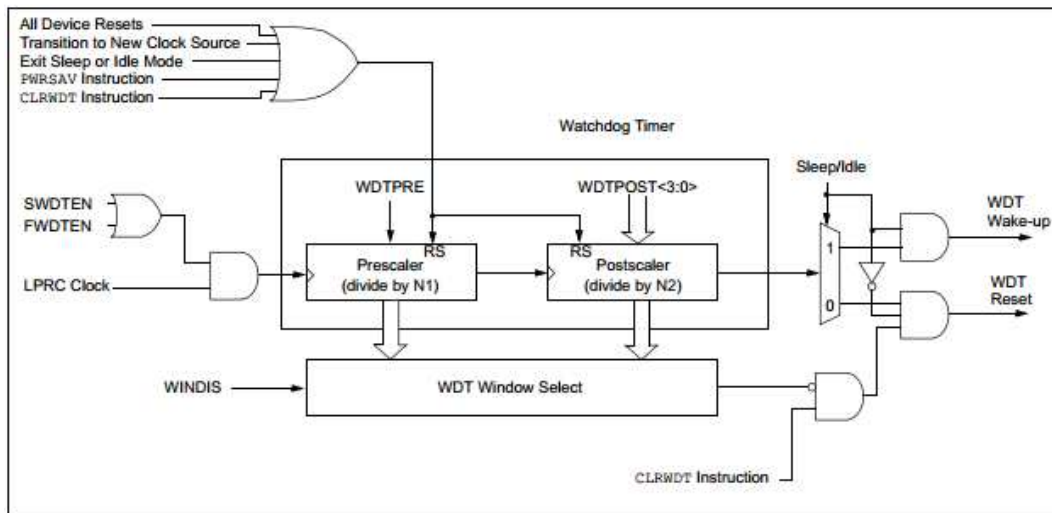 All Device Resets
Transition to New Clock Source
Exit Sleep or Idle Mode
PWRSAV Instruction
CLRWDT Instruction
Watchdog Timer
Sleep/Idle
WDTPRE
WDTPOST<3:0>
SWDTEN
FWDTEN
WDT
Wake-up
RS
RS
Prescaler
(divide by N1)
Postscaler
(divide by N2)
1
0
LPRC Clock
WDT
Reset
WINDIS
WDT Window Select
CLRWDT Instruction